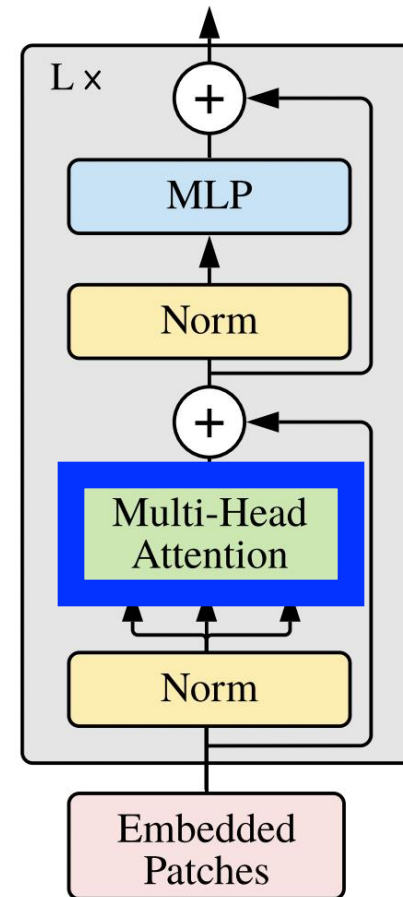 L ×
+
MLP
Norm
+
Multi-Head
Attention
Norm
Embedded
Patches